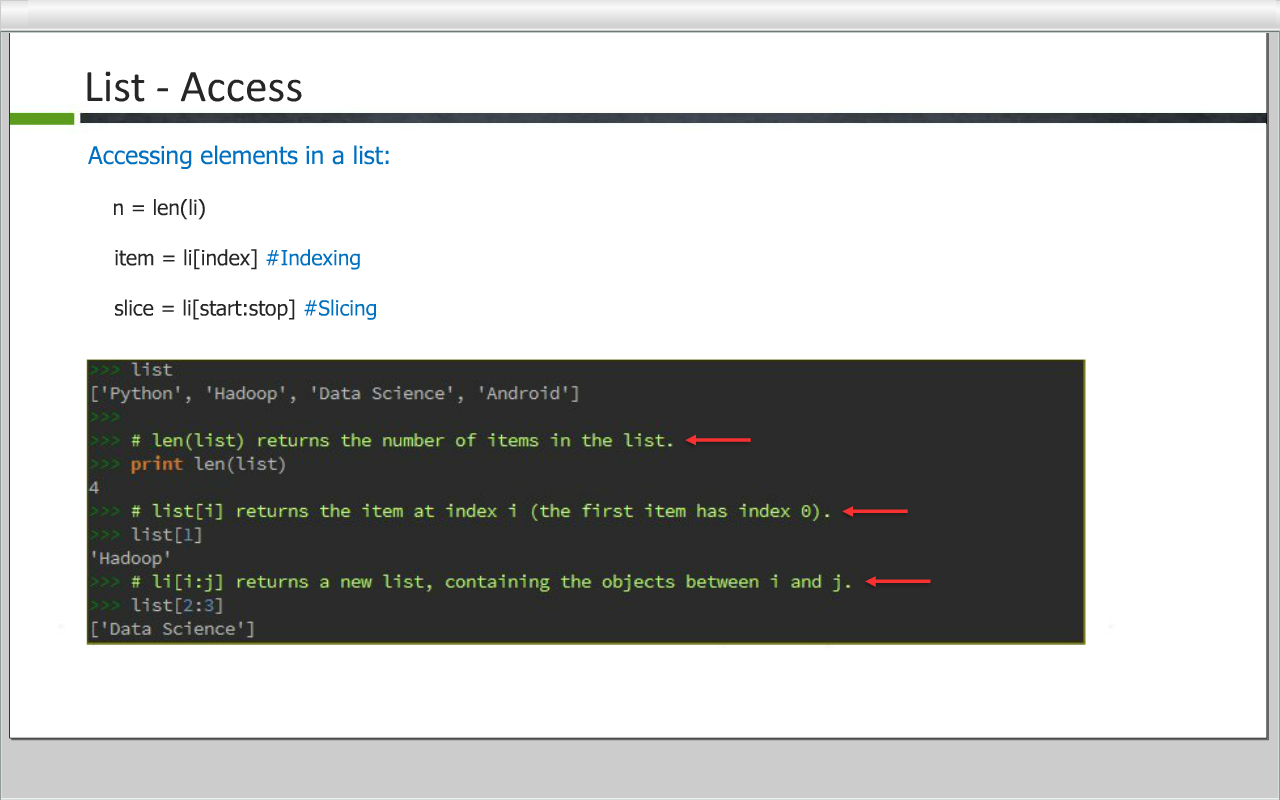 List - Access
Accessing elements in a list:
n = len(li)
item = li[index] #Indexing
slice = li[start:stop] #Slicing
>>> list
['Python', 'Hadoop', 'Data Science', 'Android']
>>>
>>> # len(list) returns the number of items in the list.
>>> print len(list)
4
>>> # list[i] returns the item at index i (the first item has index 0).
>>> list[1]
'Hadoop'
>>> # li[i:j] returns a new list, containing the objects between i and j.
>>> list[2:3]
['Data Science']